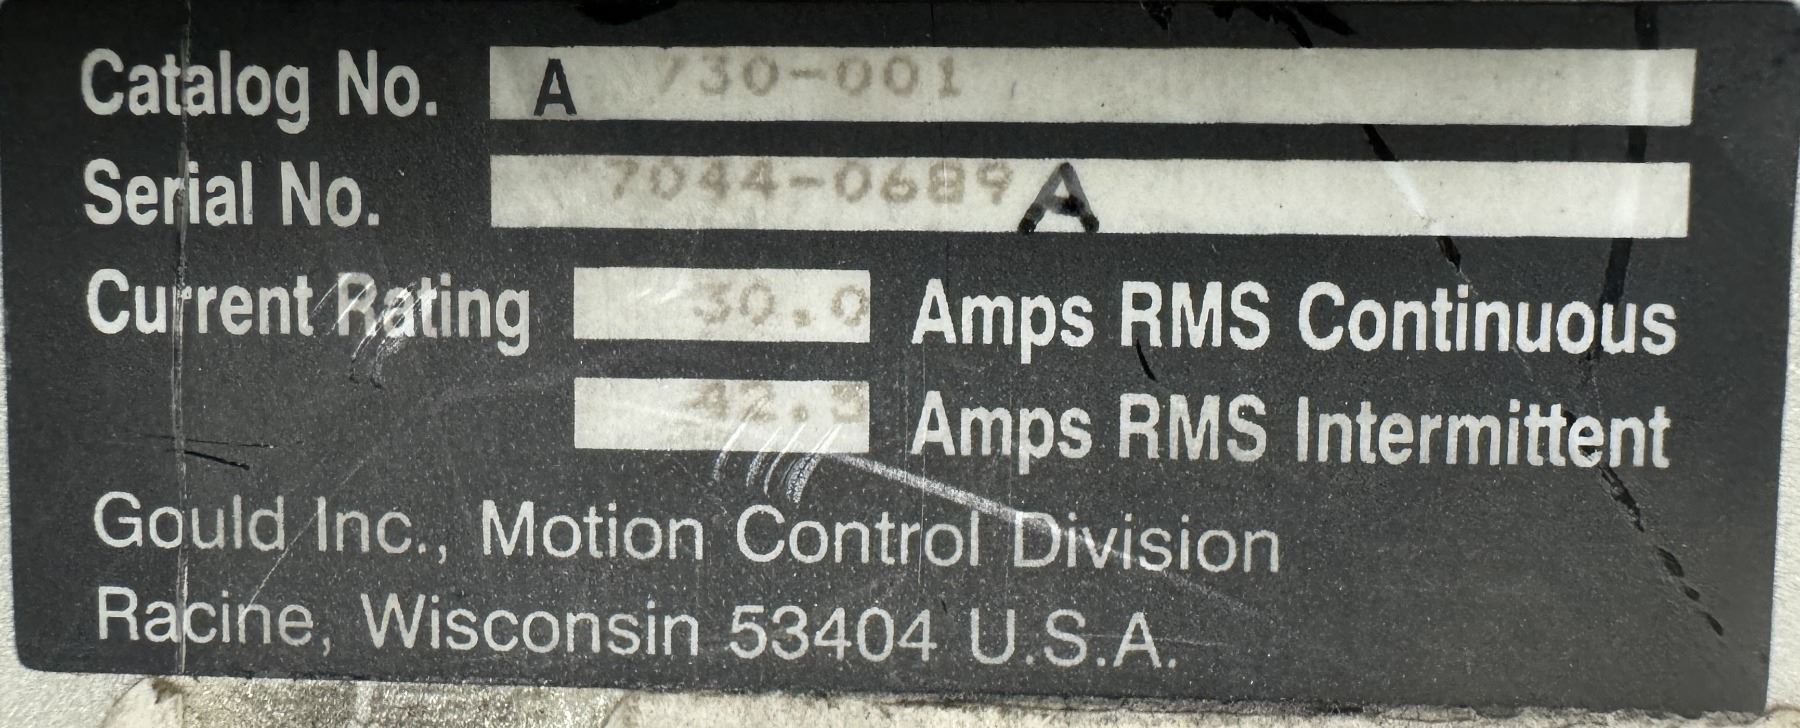 Catalog No. A 730-001
Serial No. 7044-0689 A
Current Rating 30.0 Amps RMS Continuous
42.3 Amps RMS Intermittent
Gould Inc., Motion Control Division
Racine, Wisconsin 53404 U.S.A.